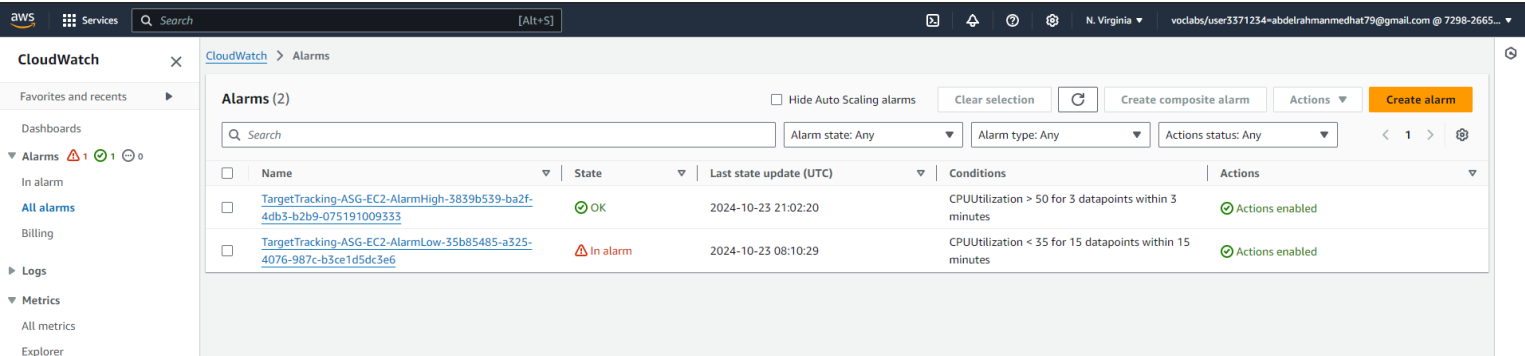 aws Services Search [Alt+S] N. Virginia ▼ voclabs/user3371234=abdelrahmanmedhat79@gmail.com @ 7298-2665... ▼
CloudWatch
CloudWatch > Alarms
Favorites and recents
Alarms (2)
Hide Auto Scaling alarms
Clear selection
Create composite alarm
Actions ▼
Create alarm
Search
Alarm state: Any
Alarm type: Any
Actions status: Any
< 1 >
Dashboards
Alarms 1 1 0
In alarm
All alarms
Billing
Logs
Metrics
All metrics
Explorer
Name State Last state update (UTC) Conditions Actions
TargetTracking-ASG-EC2-AlarmHigh-3839b539-ba2f-
4db3-b2b9-075191009333
OK
2024-10-23 21:02:20
CPUUtilization > 50 for 3 datapoints within 3
minutes
Actions enabled
TargetTracking-ASG-EC2-AlarmLow-35b85485-a325-
4076-987c-b3ce1d5dc3e6
In alarm
2024-10-23 08:10:29
CPUUtilization < 35 for 15 datapoints within 15
minutes
Actions enabled